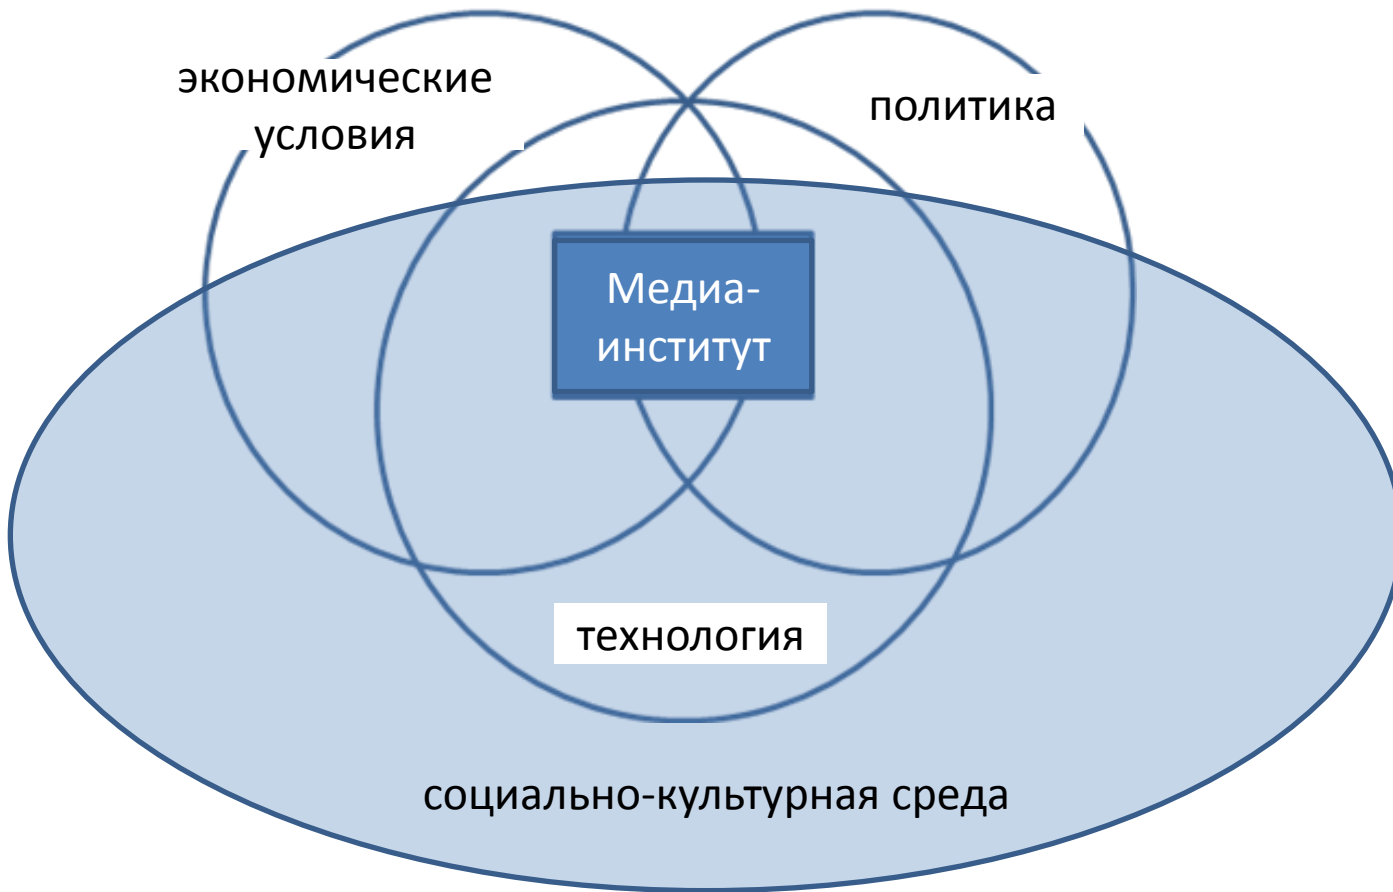 экономические
условия
политика
Медиа-
институт
технология
социально-культурная среда